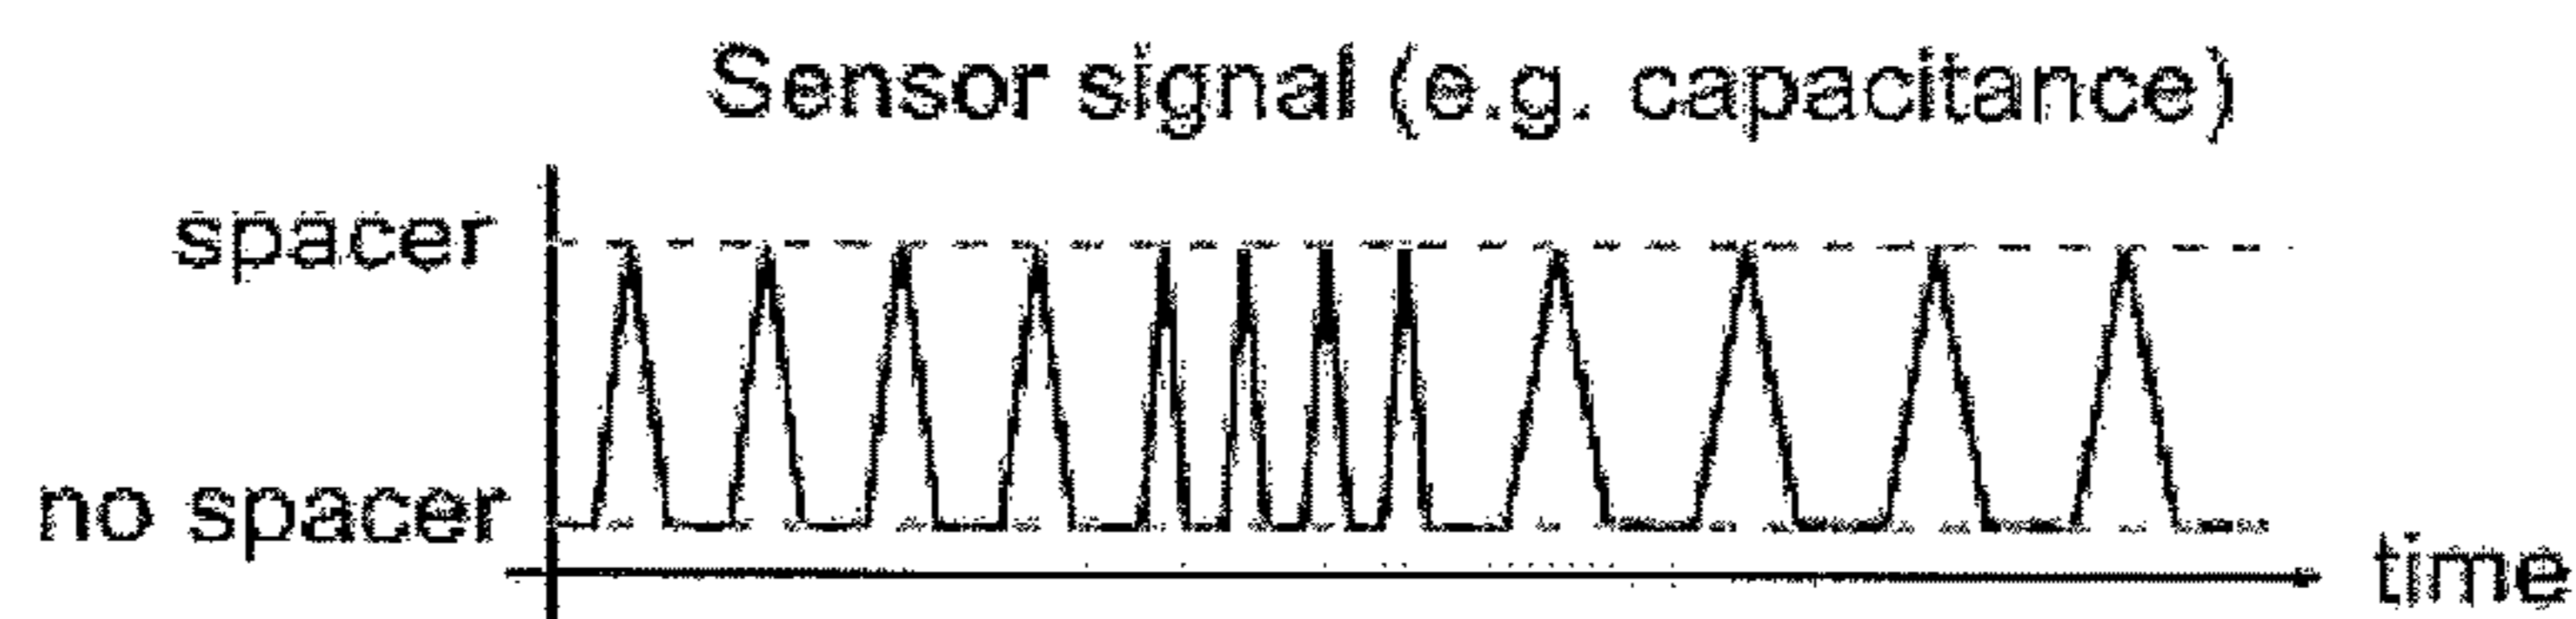 Sensor signal (e.g. capacitance)
spacer
no spacer
time